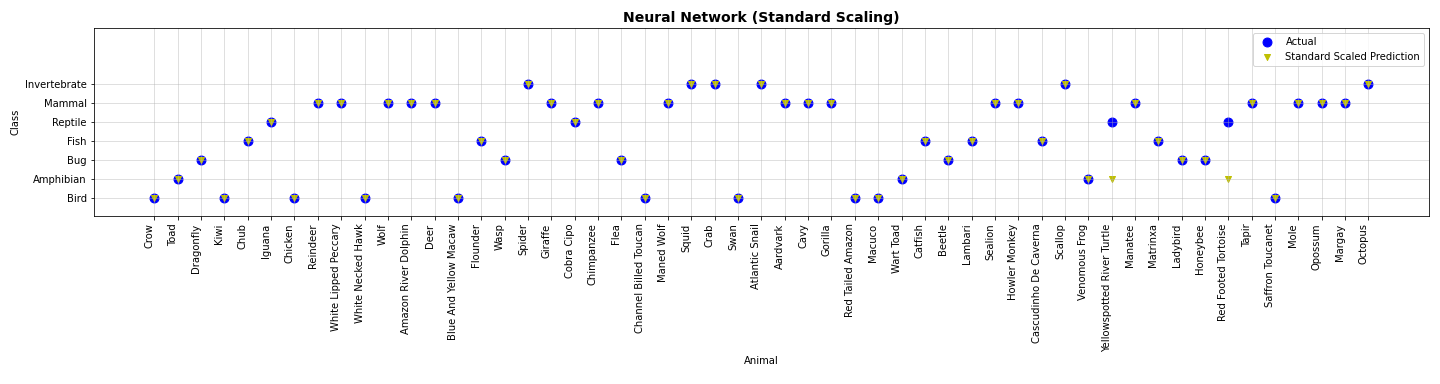 Neural Network (Standard Scaling)
Actual
Standard Scaled Prediction
Class
Invertebrate
Mammal
Reptile
Fish
Bug
Amphibian
Bird
Crow
Toad
Dragonfly
Kiwi
Chub
Iguana
Chicken
Reindeer
White Lipped Peccary
White Necked Hawk
Wolf
Amazon River Dolphin
Deer
Blue And Yellow Macaw
Flounder
Wasp
Spider
Giraffe
Cobra Cipo
Chimpanzee
Flea
Channel Billed Toucan
Maned Wolf
Squid
Crab
Swan
Atlantic Snail
Aardvark
Cavy
Gorilla
Red Tailed Amazon
Macuco
Wart Toad
Catfish
Beetle
Lambari
Sealion
Howler Monkey
Cascudinho De Caverna
Scallop
Venomous Frog
Yellowspotted River Turtle
Manatee
Matrinxa
Ladybird
Honeybee
Red Footed Tortoise
Tapir
Saffron Toucanet
Mole
Opossum
Margay
Octopus
Animal